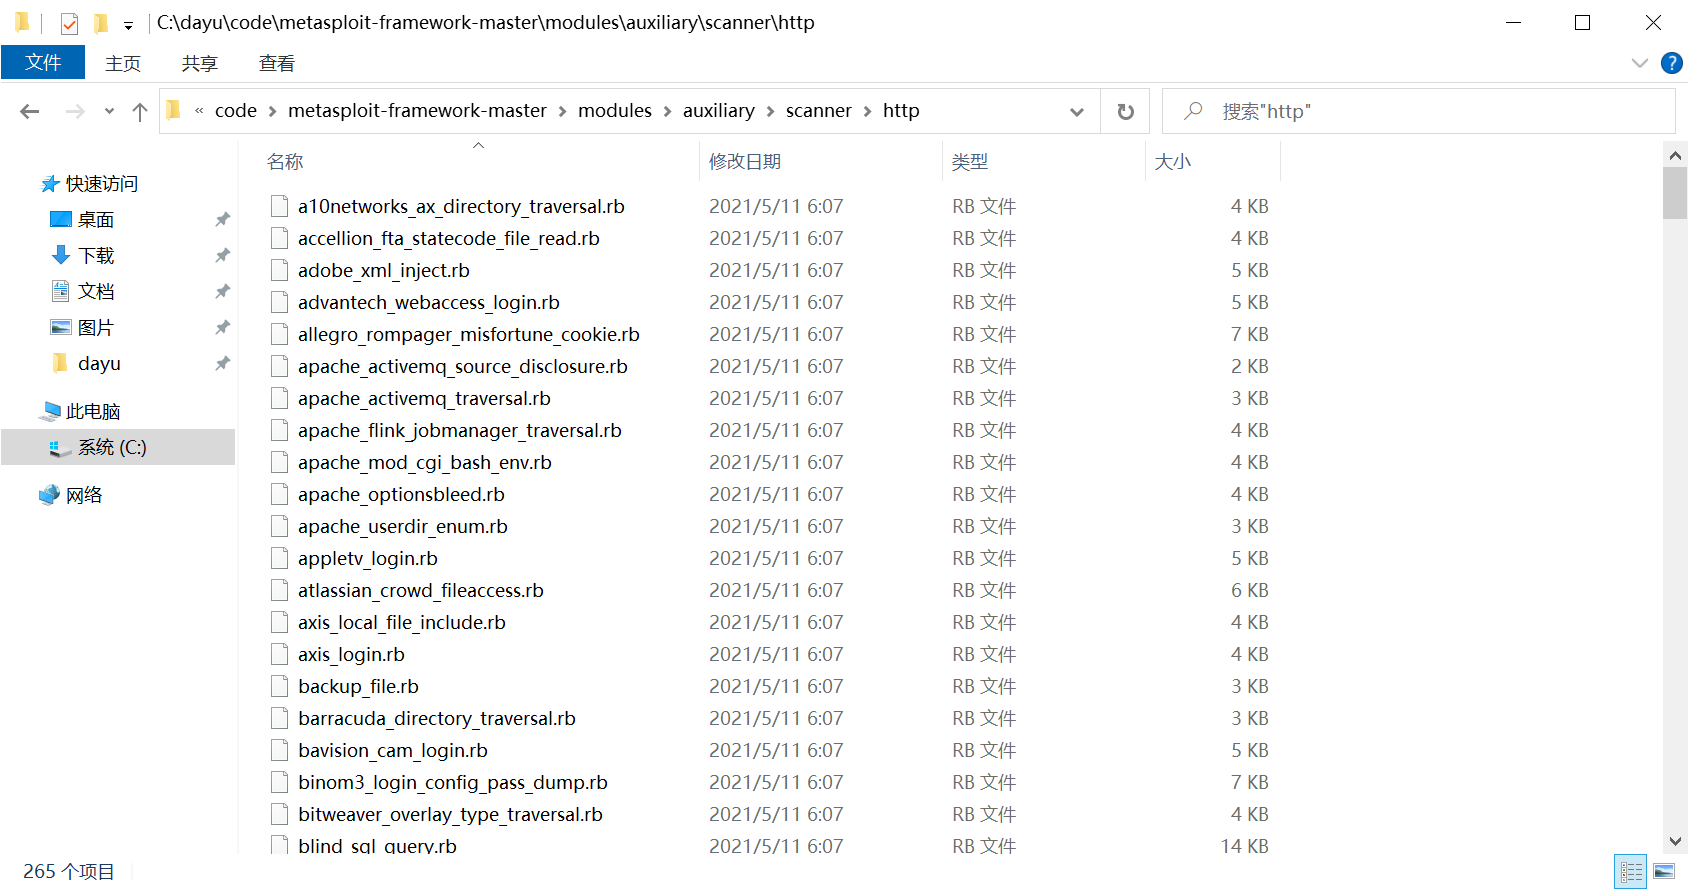 C:\dayu\code\metasploit-framework-master\modules\auxiliary\scanner\http
文件 主页 共享 查看 ?
« code > metasploit-framework-master > modules > auxiliary > scanner > http 搜索"http"
快速访问
桌面
下载
文档
图片
dayu
此电脑
系统 (C:)
网络
名称 修改日期 类型 大小
a10networks_ax_directory_traversal.rb 2021/5/11 6:07 RB 文件 4 KB
accellion_fta_statecode_file_read.rb 2021/5/11 6:07 RB 文件 4 KB
adobe_xml_inject.rb 2021/5/11 6:07 RB 文件 5 KB
advantech_webaccess_login.rb 2021/5/11 6:07 RB 文件 5 KB
allegro_rompager_misfortune_cookie.rb 2021/5/11 6:07 RB 文件 7 KB
apache_activemq_source_disclosure.rb 2021/5/11 6:07 RB 文件 2 KB
apache_activemq_traversal.rb 2021/5/11 6:07 RB 文件 3 KB
apache_flink_jobmanager_traversal.rb 2021/5/11 6:07 RB 文件 4 KB
apache_mod_cgi_bash_env.rb 2021/5/11 6:07 RB 文件 4 KB
apache_optionsbleed.rb 2021/5/11 6:07 RB 文件 4 KB
apache_userdir_enum.rb 2021/5/11 6:07 RB 文件 3 KB
appletv_login.rb 2021/5/11 6:07 RB 文件 5 KB
atlassian_crowd_fileaccess.rb 2021/5/11 6:07 RB 文件 6 KB
axis_local_file_include.rb 2021/5/11 6:07 RB 文件 4 KB
axis_login.rb 2021/5/11 6:07 RB 文件 4 KB
backup_file.rb 2021/5/11 6:07 RB 文件 3 KB
barracuda_directory_traversal.rb 2021/5/11 6:07 RB 文件 3 KB
bavision_cam_login.rb 2021/5/11 6:07 RB 文件 5 KB
binom3_login_config_pass_dump.rb 2021/5/11 6:07 RB 文件 7 KB
bitweaver_overlay_type_traversal.rb 2021/5/11 6:07 RB 文件 4 KB
blind_sql_query.rb 2021/5/11 6:07 RB 文件 14 KB
265 个项目